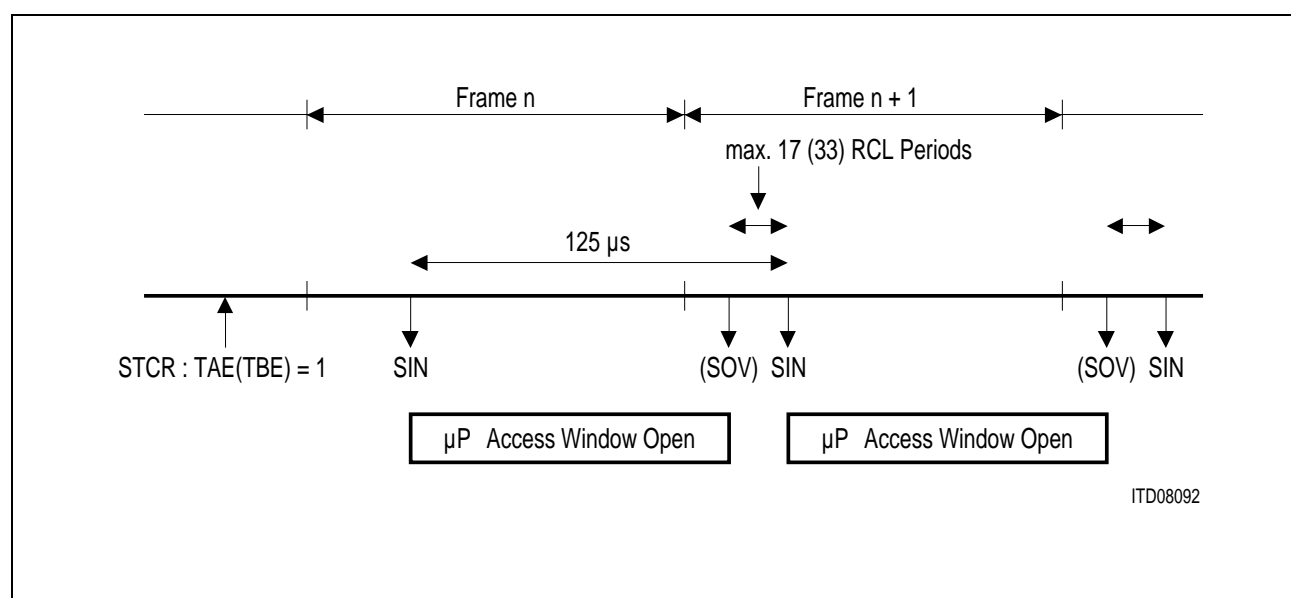 Frame n Frame n + 1
max. 17 (33) RCL Periods
125 µs
STCR : TAE(TBE) = 1 SIN (SOV) SIN (SOV) SIN
µP Access Window Open µP Access Window Open
ITD08092